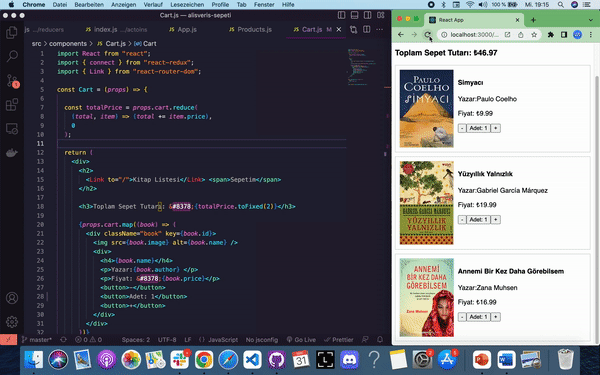 Chrome Ablage Bearbeiten Anzeigen Verlauf Lesezeichen Profile Tab Fenster Hilfe
100 % Mi. 19:15
Cart.js — alisveris-sepeti
.js .../reducers
index.js .../actoins
App.js
Products.js
Cart.js M
src > components > Cart.js > Cart
1 import React from "react";
2 import { connect } from "react-redux";
3 import { Link } from "react-router-dom";
4
5 const Cart = (props) => {
6
7 const totalPrice = props.cart.reduce(
8 (total, item) => (total += item.price),
9 0
10 );
11
12
13 return (
14 <div>
15 <h2>
16 <Link to="/">Kitap Listesi</Link> <span>Sepetim</span>
17 </h2>
18
19 <h3>Toplam Sepet Tutarı: &#8378;{totalPrice.toFixed(2)}</h3>
20
21 {props.cart.map((book) => (
22 <div className="book" key={book.id}>
23 <img src={book.image} alt={book.name} />
24 <div>
25 <h4>{book.name}</h4>
26 <p>Yazar:{book.author} </p>
27 <p>Fiyat: &#8378;{book.price}</p>
28 <button>-</button>
29 <button>Adet: 1</button>
30 <button>+</button>
31 </div>
32 </div>
33 ))}
master* 0 0 Spaces: 2 UTF-8 LF {} JavaScript No jsconfig Go Live Prettier
React App
localhost:3000/...
Toplam Sepet Tutarı: ₺46.97
PAULO
COELHO
SİMYACI
Simyacı
Yazar:Paulo Coelho
Fiyat: ₺9.99
- Adet: 1 +
YÜZYILLIK
YALNIZLIK
Yüzyıllık Yalnızlık
Yazar:Gabriel García Márquez
Fiyat: ₺19.99
- Adet: 1 +
ANNEMİ
BİR KEZ DAHA
GÖREBİLSEM
Zana Muhsen
Annemi Bir Kez Daha Görebilsem
Yazar:Zana Muhsen
Fiyat: ₺16.99
- Adet: 1 +